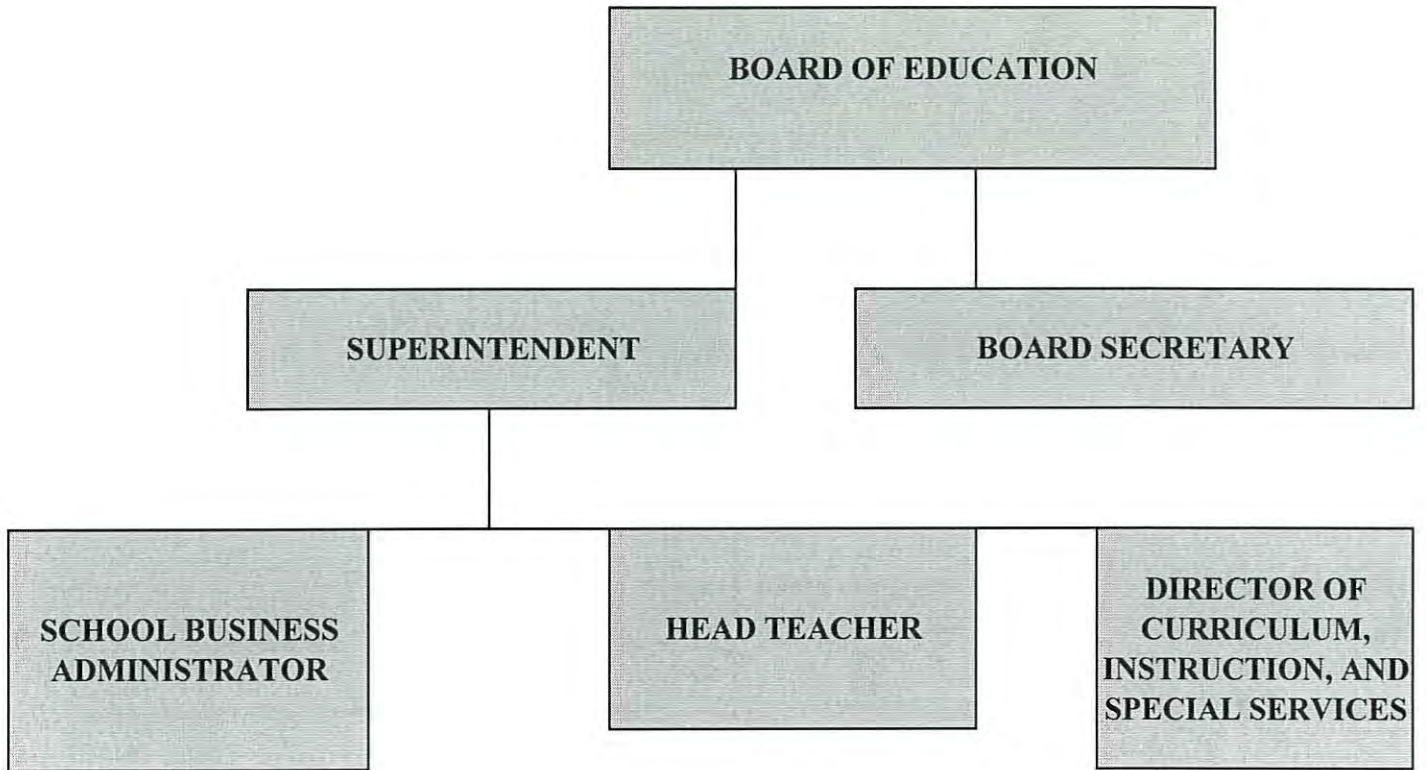 BOARD OF EDUCATION
SUPERINTENDENT
BOARD SECRETARY
SCHOOL BUSINESS
ADMINISTRATOR
HEAD TEACHER
DIRECTOR OF
CURRICULUM,
INSTRUCTION, AND
SPECIAL SERVICES